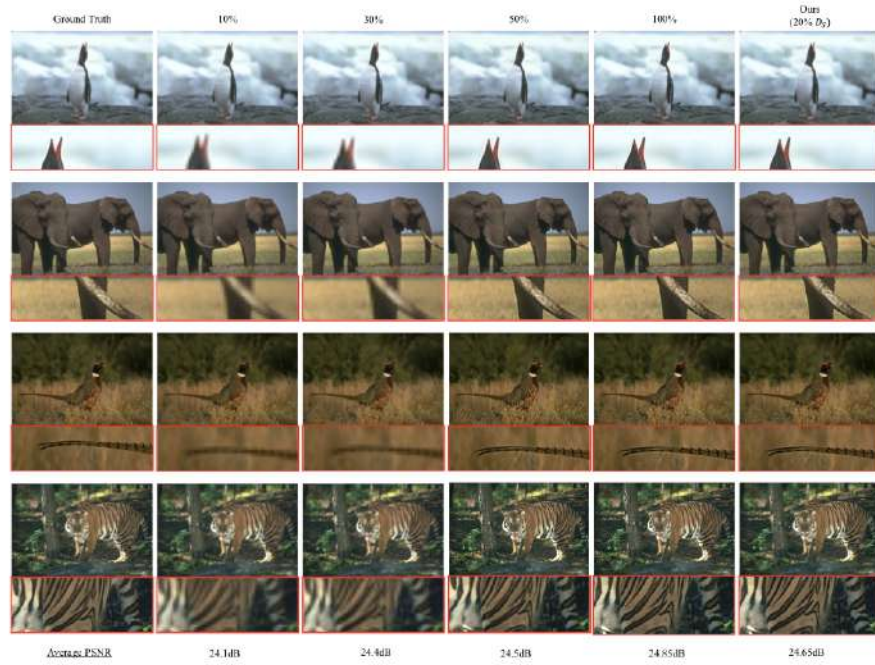 Ground Truth 10% 30% 50% 100% Ours
(20% D_S)
Average PSNR 24.1dB 24.4dB 24.5dB 24.85dB 24.65dB